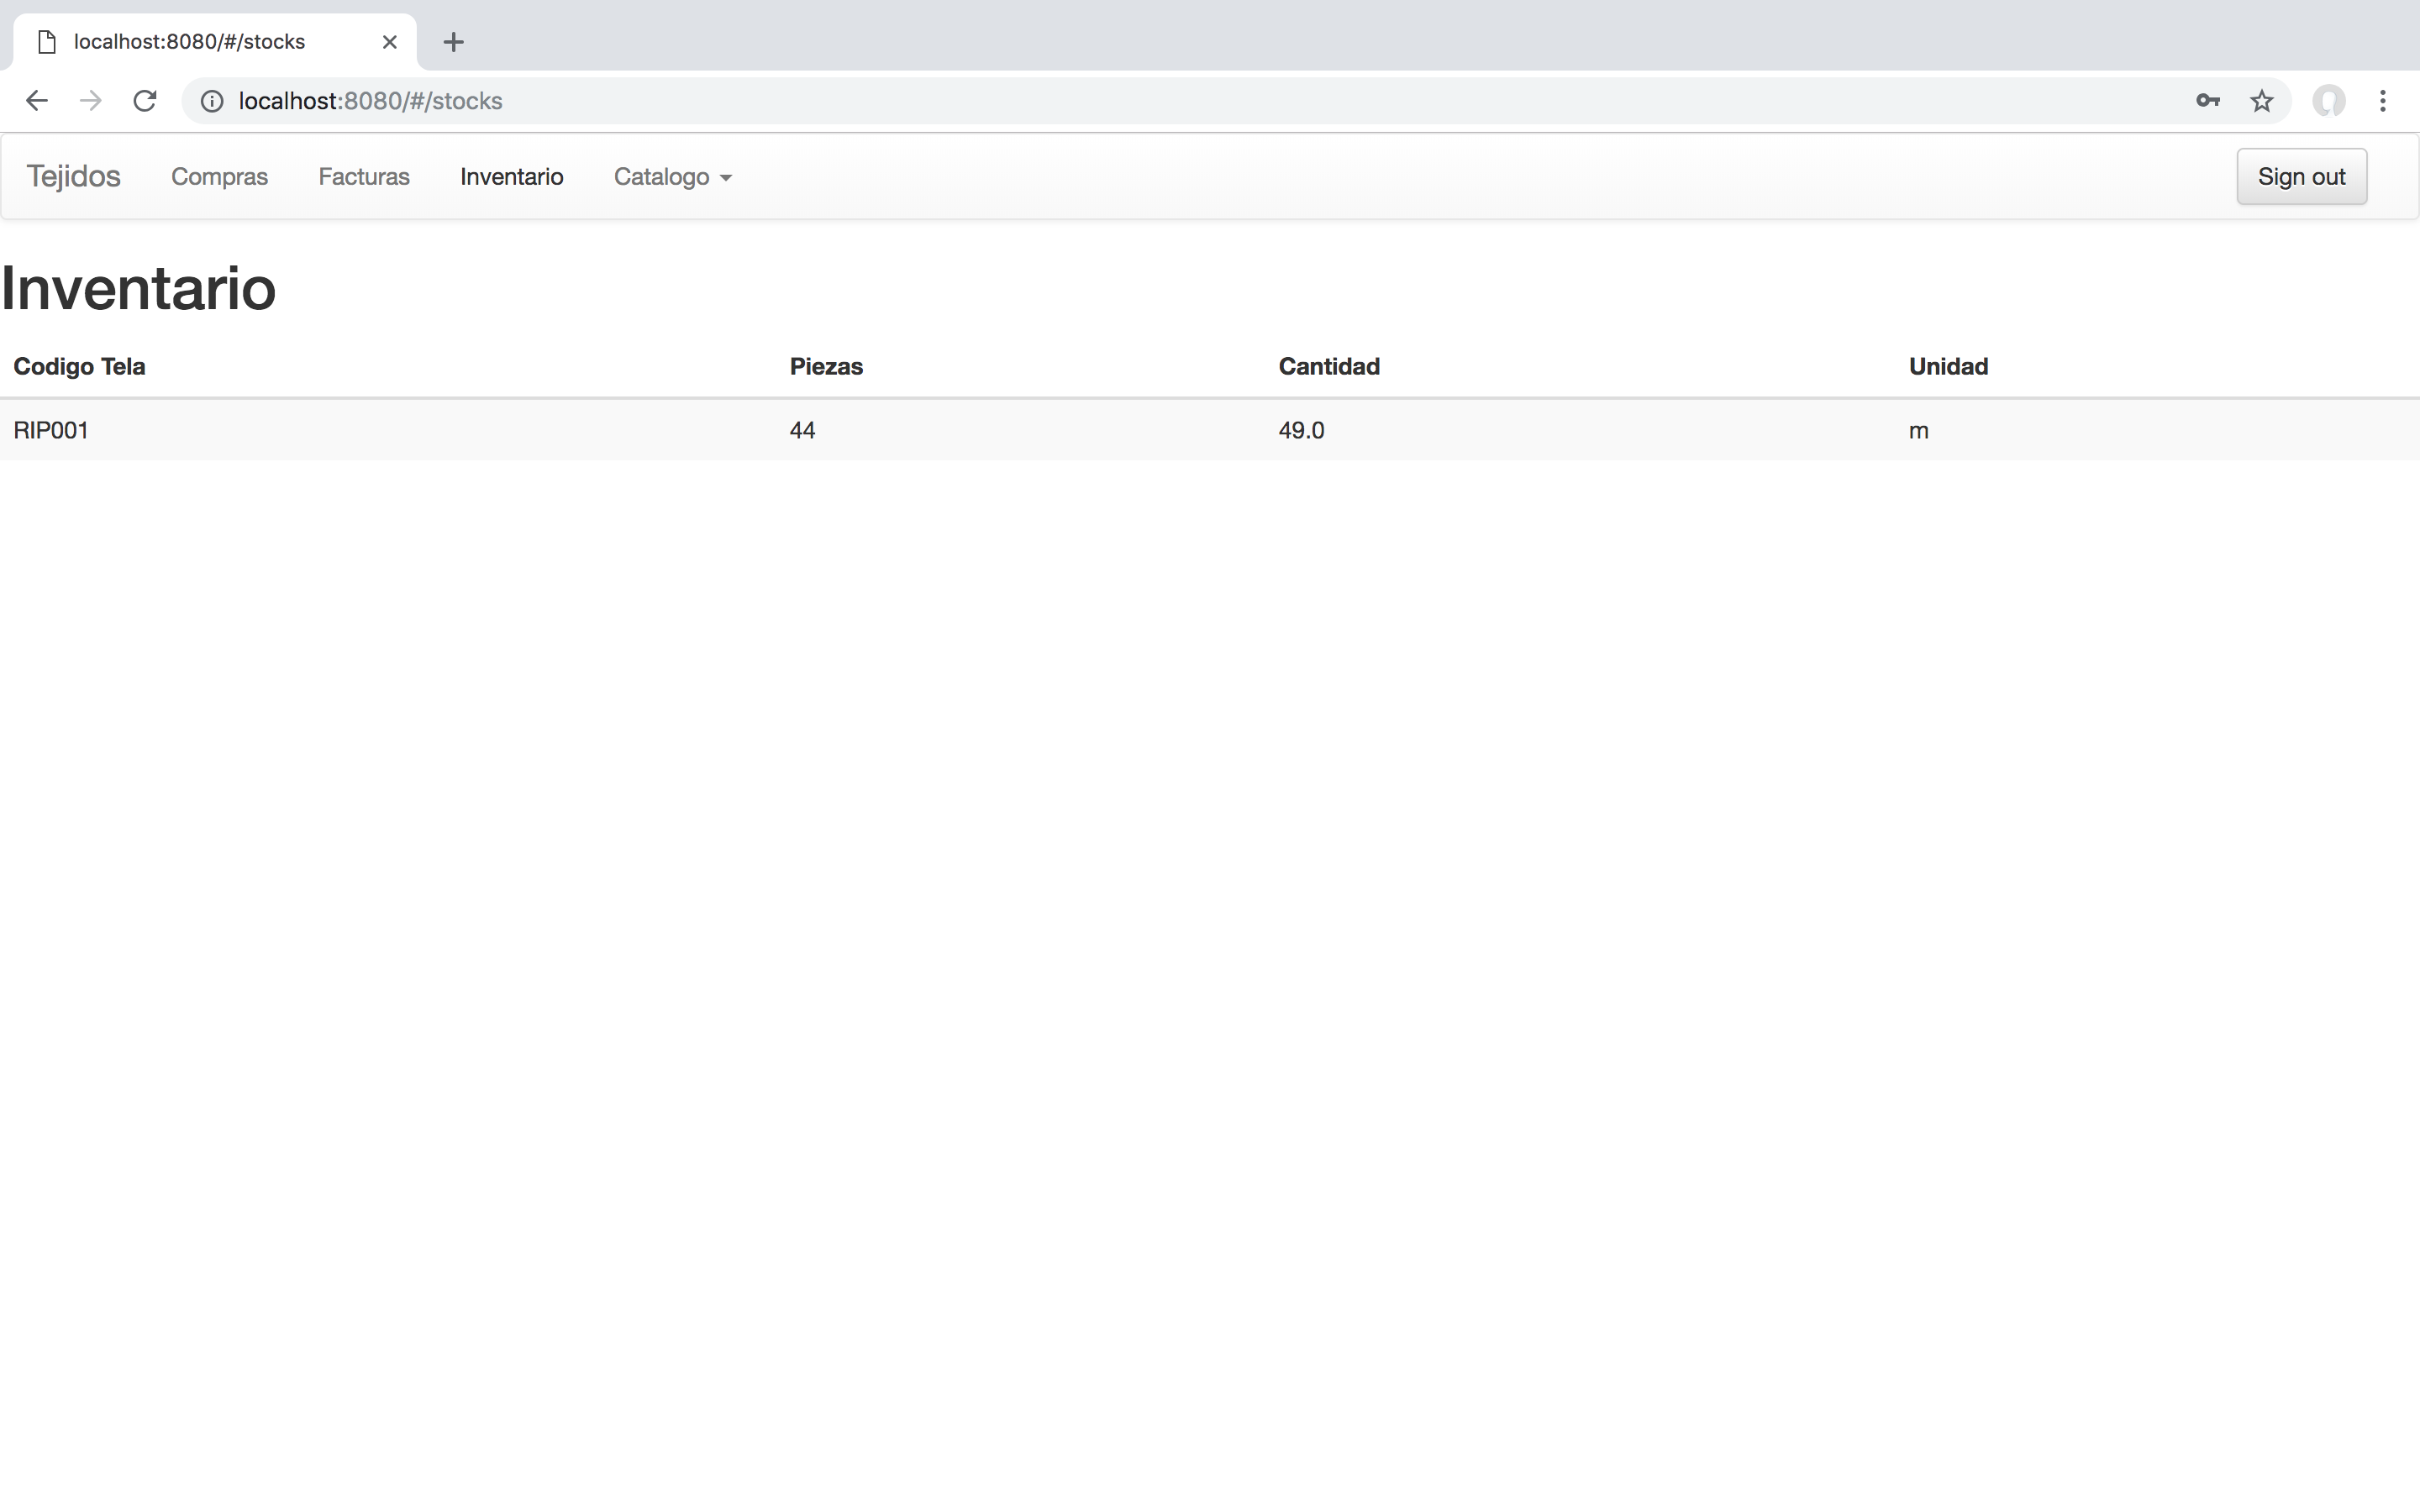 localhost:8080/#/stocks
localhost:8080/#/stocks
Tejidos Compras Facturas Inventario Catalogo Sign out
Inventario
Codigo Tela Piezas Cantidad Unidad
RIP001 44 49.0 m